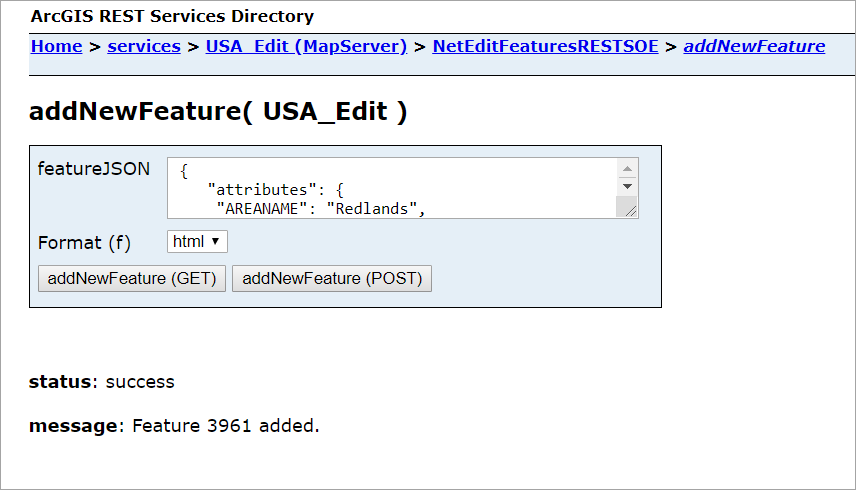 ArcGIS REST Services Directory
Home > services > USA_Edit (MapServer) > NetEditFeaturesRESTSOE > addNewFeature
addNewFeature( USA_Edit )
featureJSON
{
"attributes": {
"AREANAME": "Redlands",
Format (f) html
addNewFeature (GET) addNewFeature (POST)
status: success
message: Feature 3961 added.